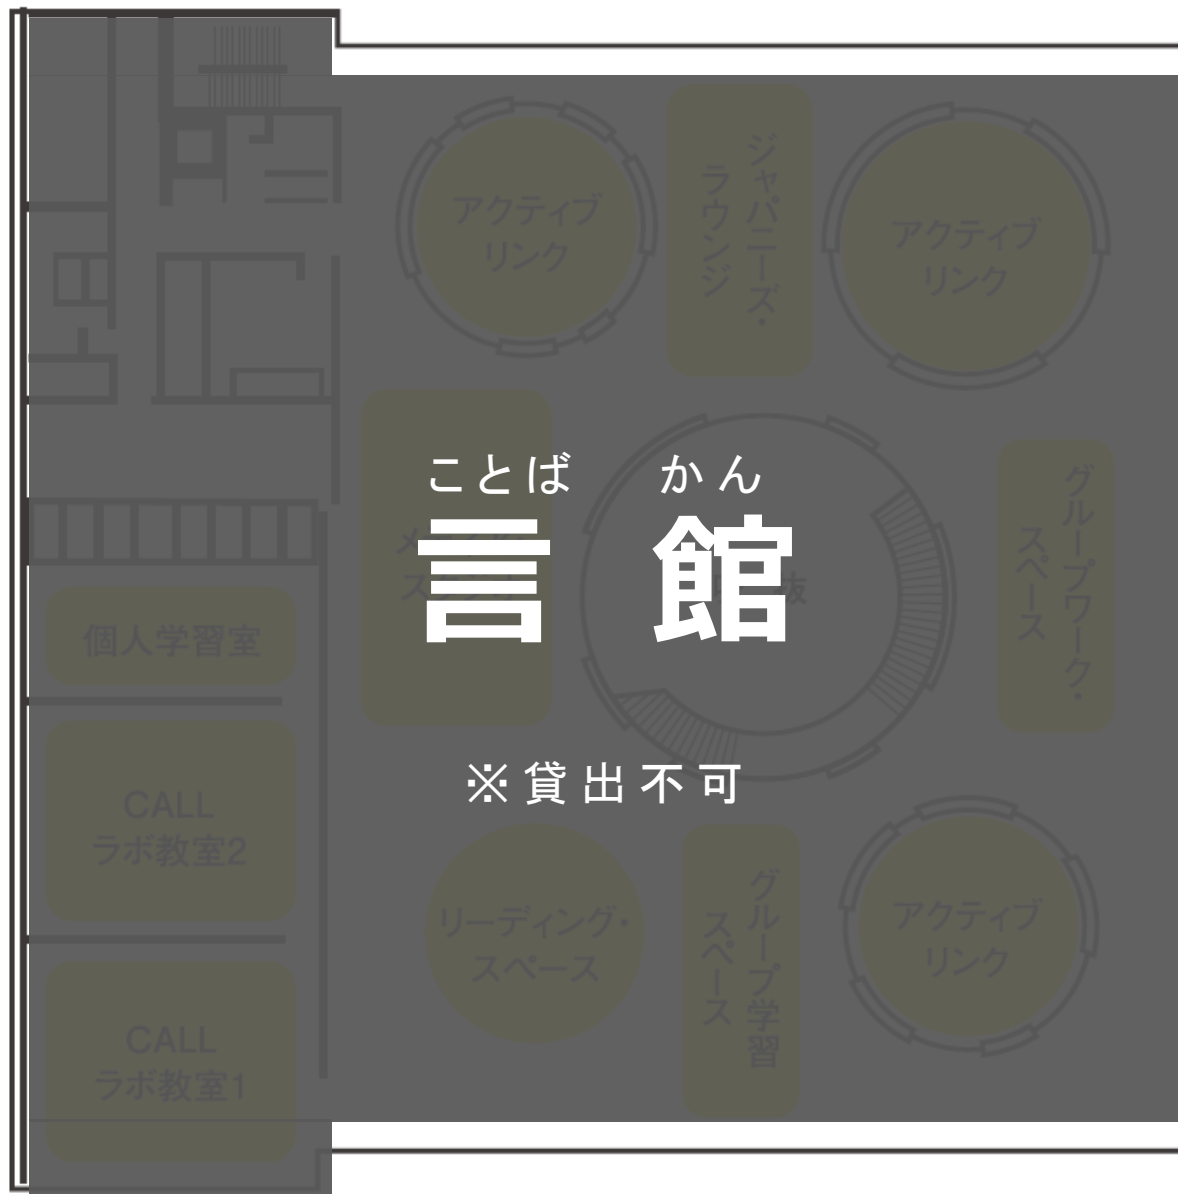 アクティブ
リンク
ジャパニーズ・
ラウンジ
アクティブ
リンク
ことば かん
言 館
グループワーク・
スペース
個人学習室
※貸出不可
CALL
ラボ教室2
リーディング・
スペース
グループ学習
スペース
アクティブ
リンク
CALL
ラボ教室1